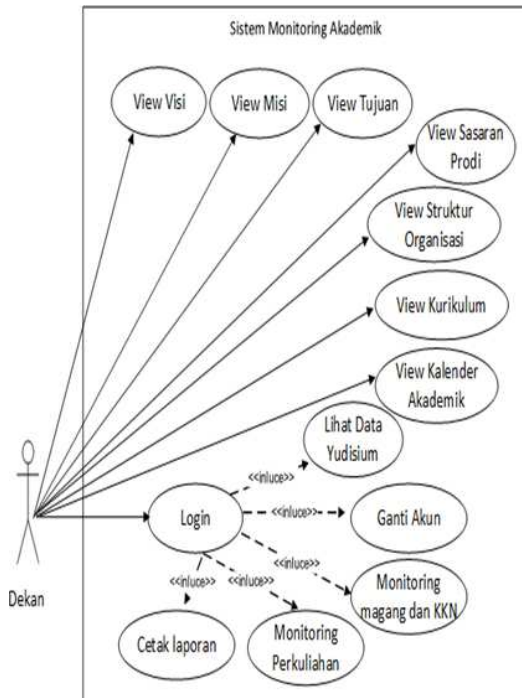 Sistem Monitoring Akademik
View Visi
View Misi
View Tujuan
View Sasaran
Prodi
View Struktur
Organisasi
View Kurikulum
View Kalender
Akademik
Lihat Data
Yudisium
<<inluce>>
Login
<<inluce>>
Ganti Akun
Dekan
<<inluce>>
<<inluce>>
<<inluce>>
Monitoring
magang dan KKN
Cetak laporan
Monitoring
Perkuliahan